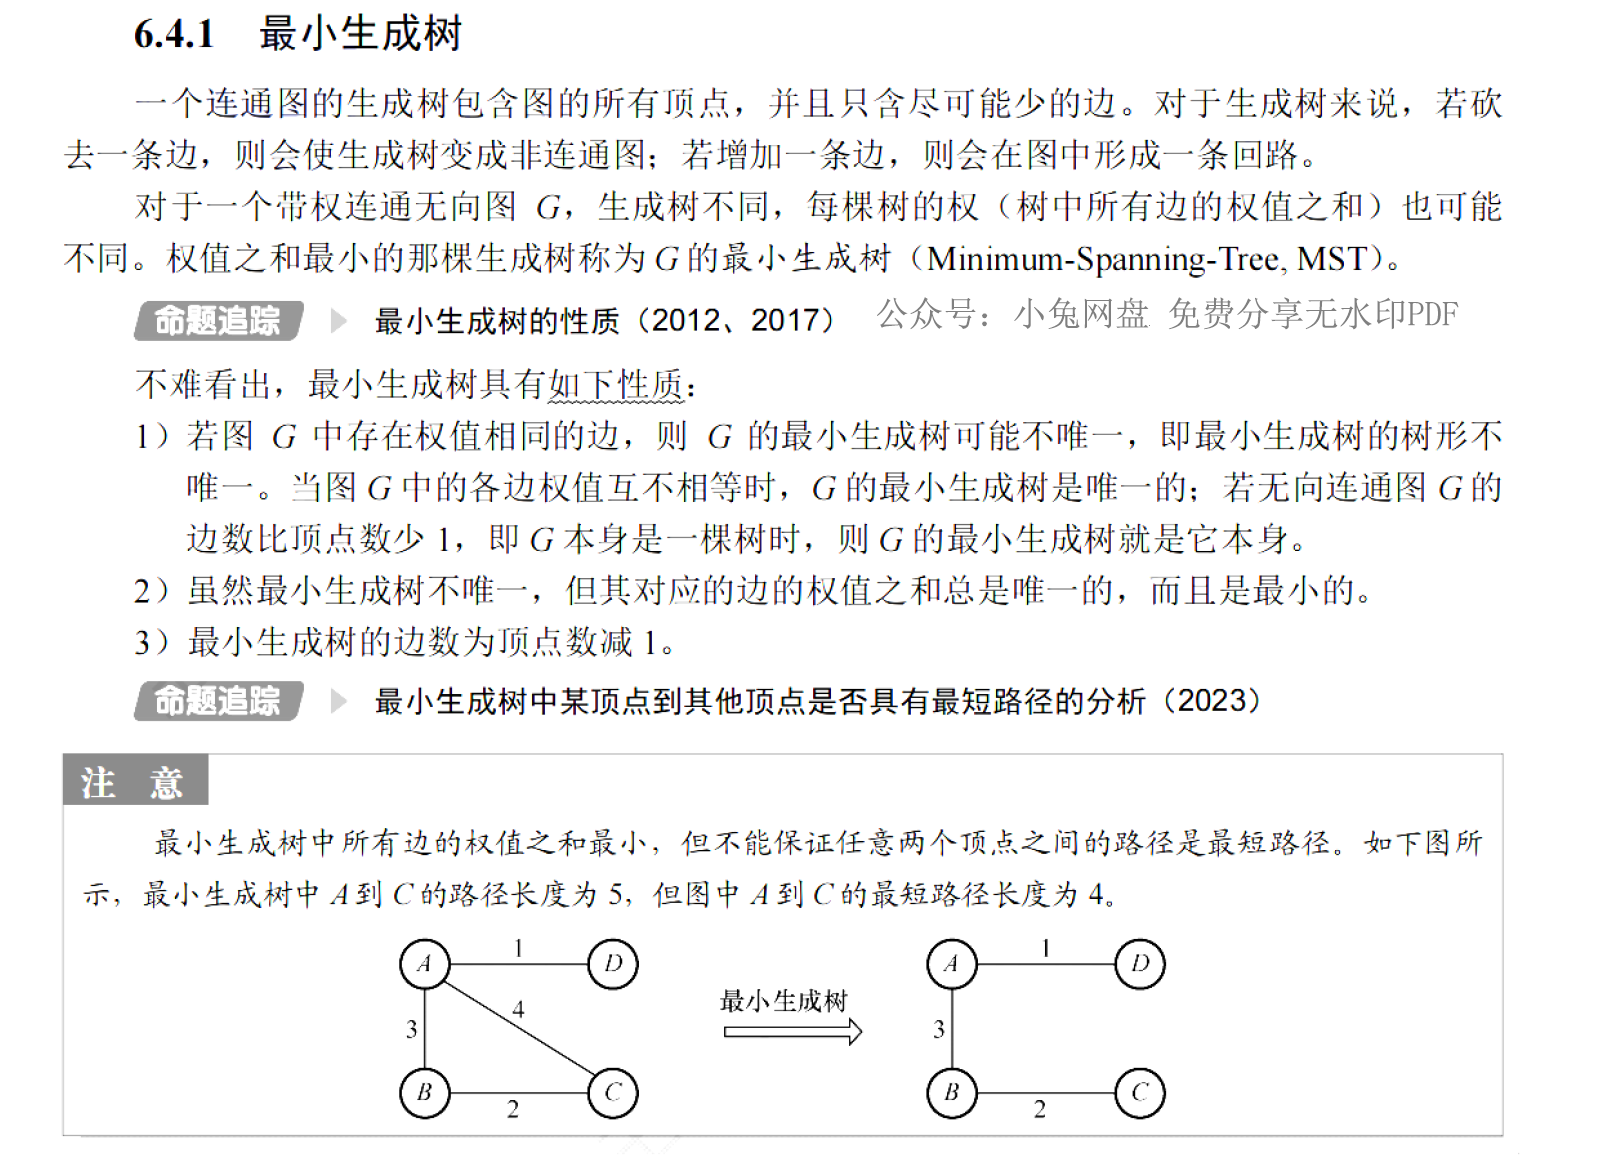 6.4.1 最小生成树
一个连通图的生成树包含图的所有顶点，并且只含尽可能少的边。对于生成树来说，若砍
去一条边，则会使生成树变成非连通图；若增加一条边，则会在图中形成一条回路。
对于一个带权连通无向图 G，生成树不同，每棵树的权（树中所有边的权值之和）也可能
不同。权值之和最小的那棵生成树称为 G 的最小生成树（Minimum-Spanning-Tree, MST）。
命题追踪 最小生成树的性质（2012、2017） 公众号：小兔网盘 免费分享无水印PDF
不难看出，最小生成树具有如下性质：
1）若图 G 中存在权值相同的边，则 G 的最小生成树可能不唯一，即最小生成树的树形不
唯一。当图 G 中的各边权值互不相等时，G 的最小生成树是唯一的；若无向连通图 G 的
边数比顶点数少 1，即 G 本身是一棵树时，则 G 的最小生成树就是它本身。
2）虽然最小生成树不唯一，但其对应的边的权值之和总是唯一的，而且是最小的。
3）最小生成树的边数为顶点数减 1。
命题追踪 最小生成树中某顶点到其他顶点是否具有最短路径的分析（2023）
注 意
最小生成树中所有边的权值之和最小，但不能保证任意两个顶点之间的路径是最短路径。如下图所
示，最小生成树中 A 到 C 的路径长度为 5，但图中 A 到 C 的最短路径长度为 4。
A 1 D
3 4
B 2 C
最小生成树
A 1 D
3
B 2 C